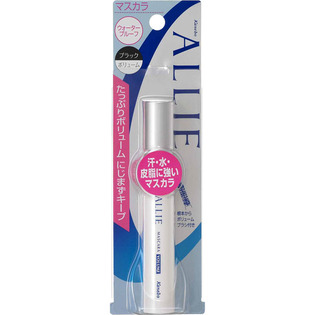 マスカラ
Kanebo
ウォーター
プルーフ
ブラック
ボリューム
ALLIE
たっぷりボリューム にじまずキープ
汗・水・
皮脂に強い
マスカラ
ALLIE
MASCARA
VOLUME
Kanebo
根本から
ボリューム
ブラシ付き